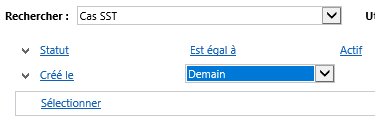 Rechercher : Cas SST
Statut Est égal à Actif
Créé le Demain
Sélectionner